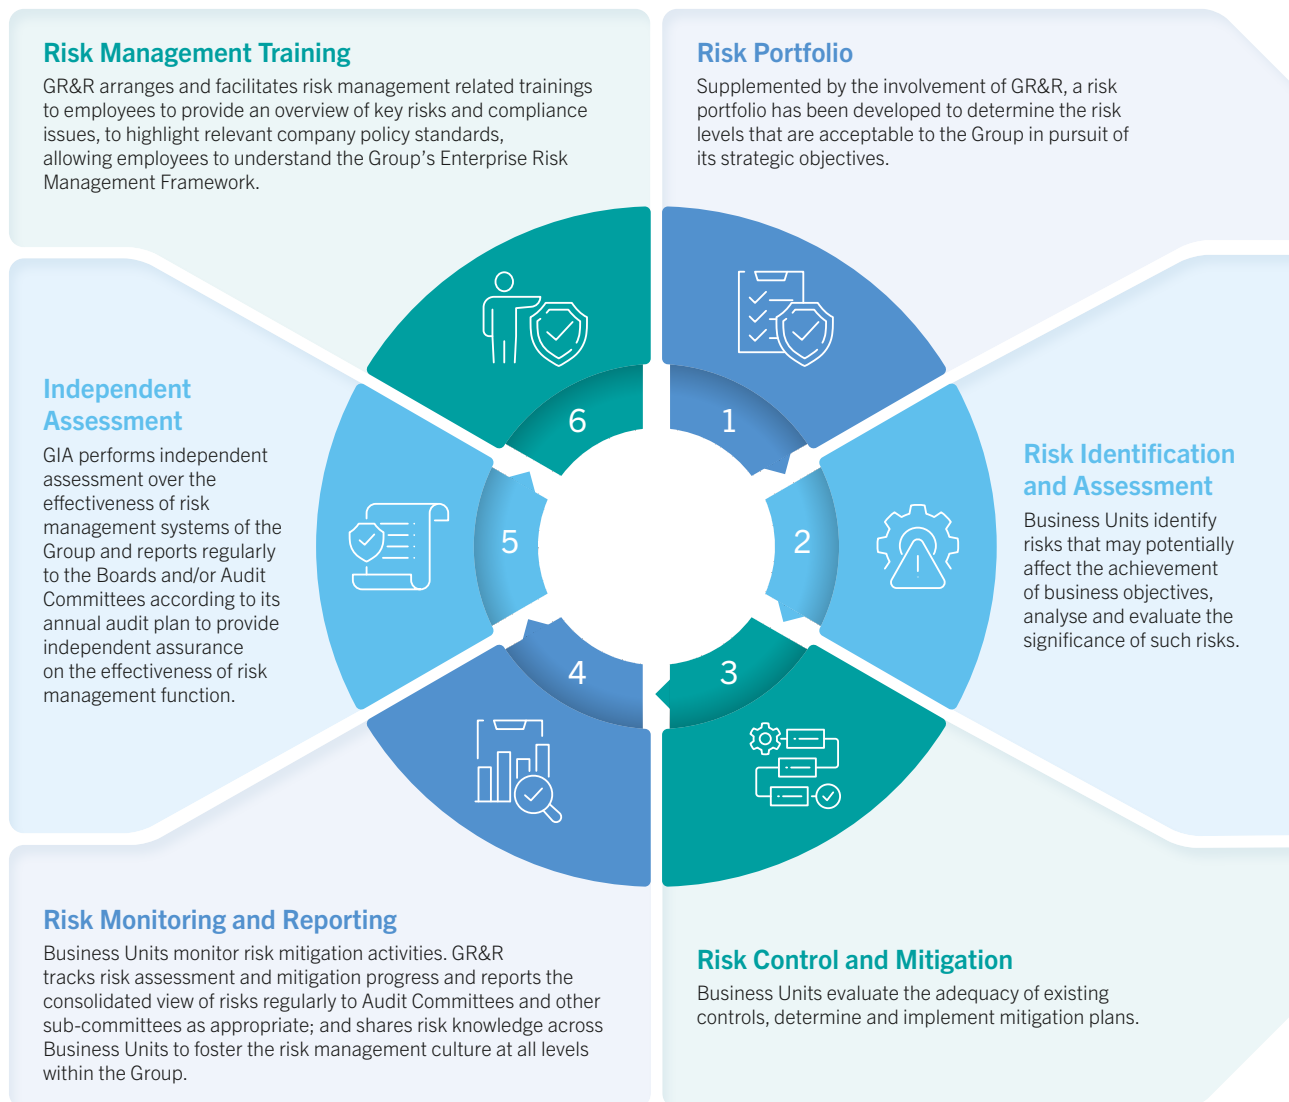 Risk Management Training
GR&R arranges and facilitates risk management related trainings
to employees to provide an overview of key risks and compliance
issues, to highlight relevant company policy standards,
allowing employees to understand the Group’s Enterprise Risk
Management Framework.
Risk Portfolio
Supplemented by the involvement of GR&R, a risk
portfolio has been developed to determine the risk
levels that are acceptable to the Group in pursuit of
its strategic objectives.
6
1
Independent
Assessment
GIA performs independent
assessment over the
effectiveness of risk
management systems of the
Group and reports regularly
to the Boards and/or Audit
Committees according to its
annual audit plan to provide
independent assurance
on the effectiveness of risk
management function.
5
2
Risk Identification
and Assessment
Business Units identify
risks that may potentially
affect the achievement
of business objectives,
analyse and evaluate the
significance of such risks.
4
3
Risk Monitoring and Reporting
Business Units monitor risk mitigation activities. GR&R
tracks risk assessment and mitigation progress and reports the
consolidated view of risks regularly to Audit Committees and other
sub-committees as appropriate; and shares risk knowledge across
Business Units to foster the risk management culture at all levels
within the Group.
Risk Control and Mitigation
Business Units evaluate the adequacy of existing
controls, determine and implement mitigation plans.